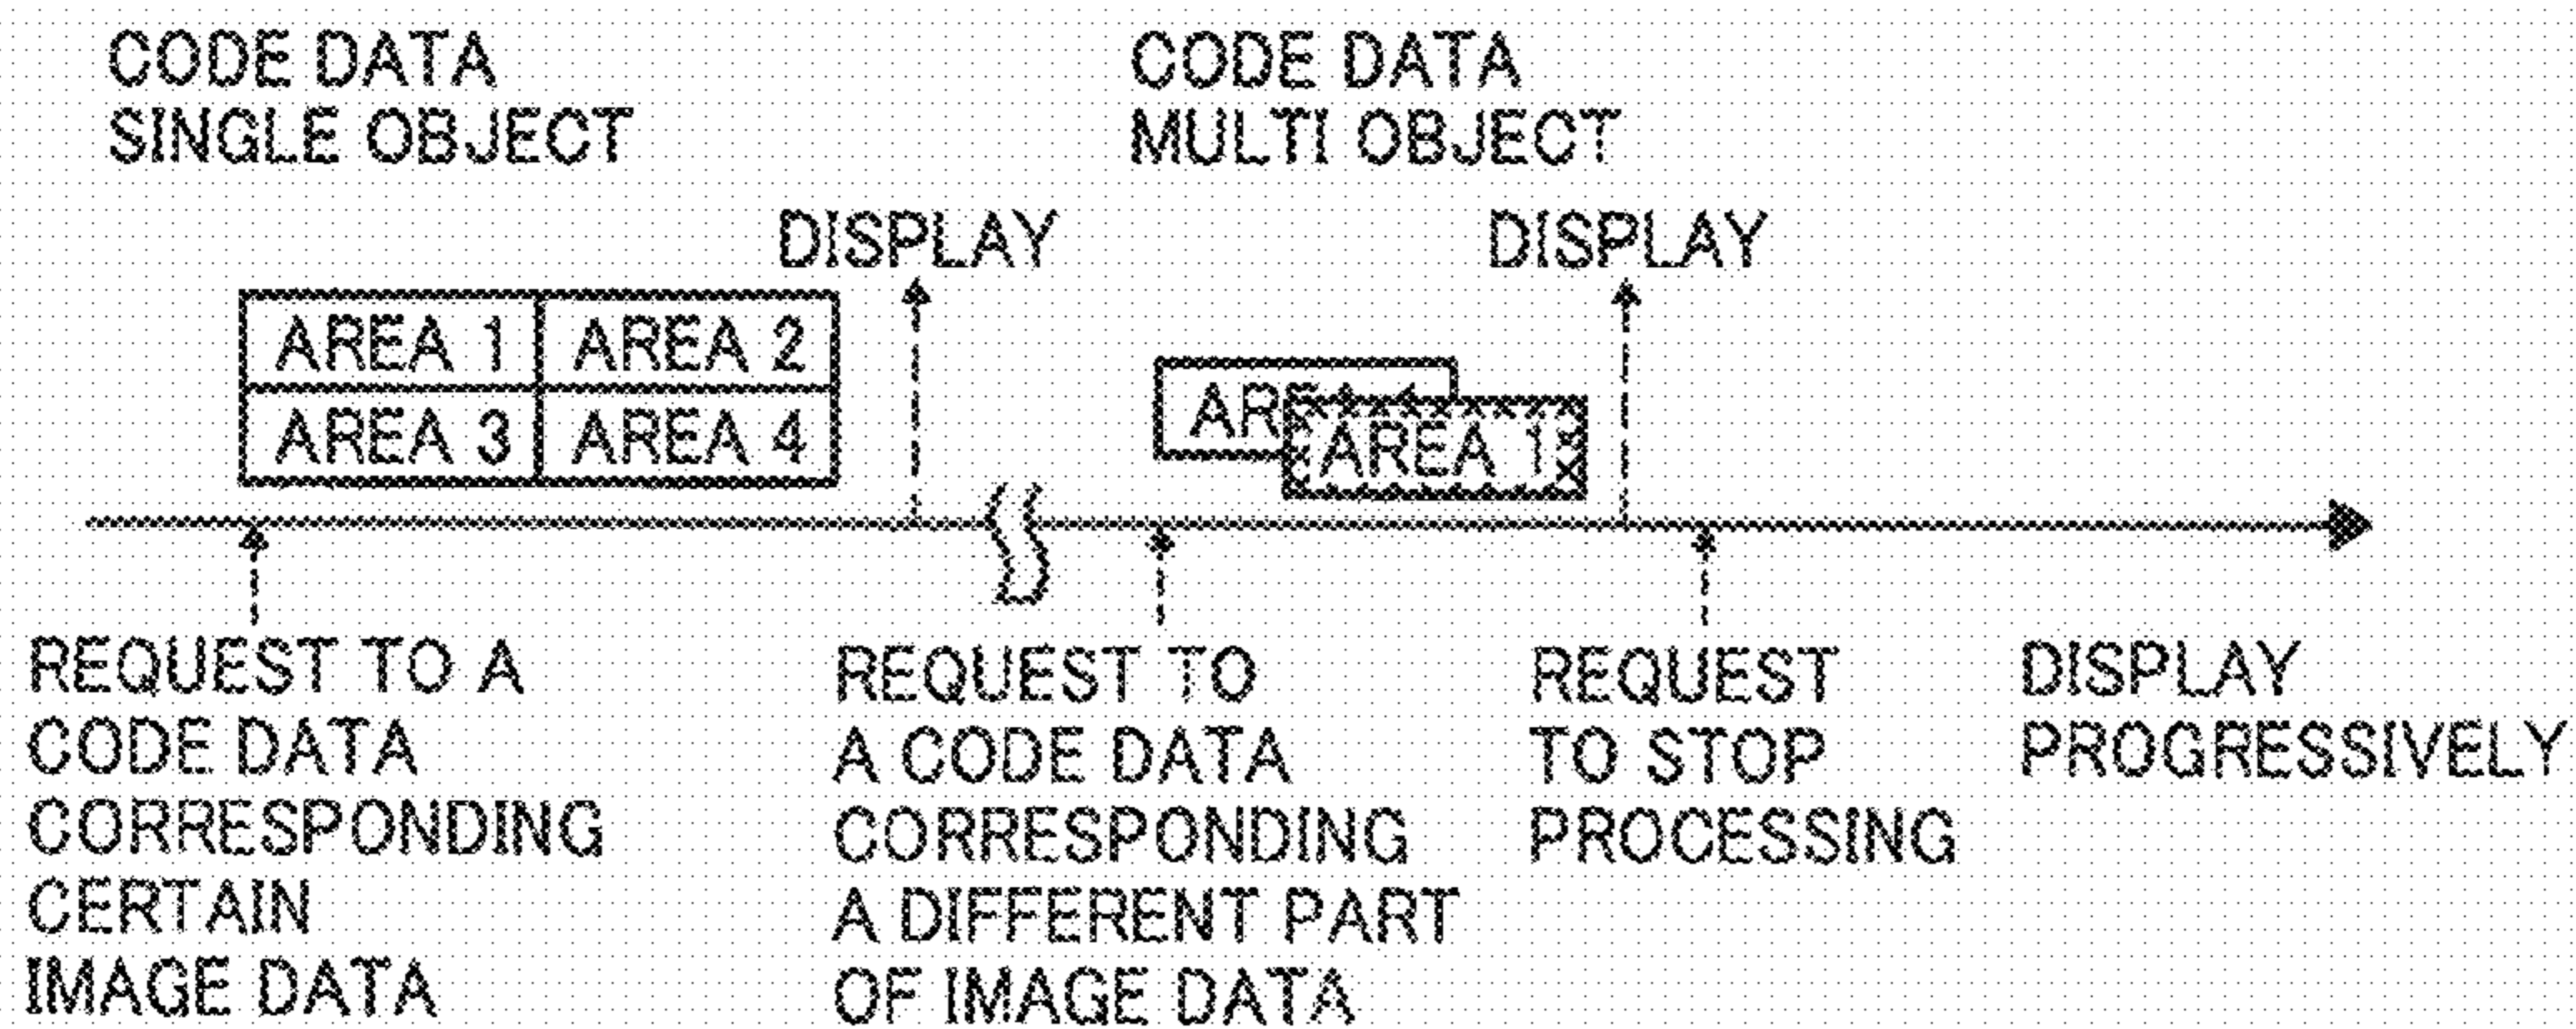 CODE DATA
SINGLE OBJECT
CODE DATA
MULTI OBJECT
DISPLAY
DISPLAY
AREA 1
AREA 2
AREA 3
AREA 4
AREA 1
REQUEST TO A
CODE DATA
CORRESPONDING
CERTAIN
IMAGE DATA
REQUEST TO
A CODE DATA
CORRESPONDING
A DIFFERENT PART
OF IMAGE DATA
REQUEST
TO STOP
PROCESSING
DISPLAY
PROGRESSIVELY